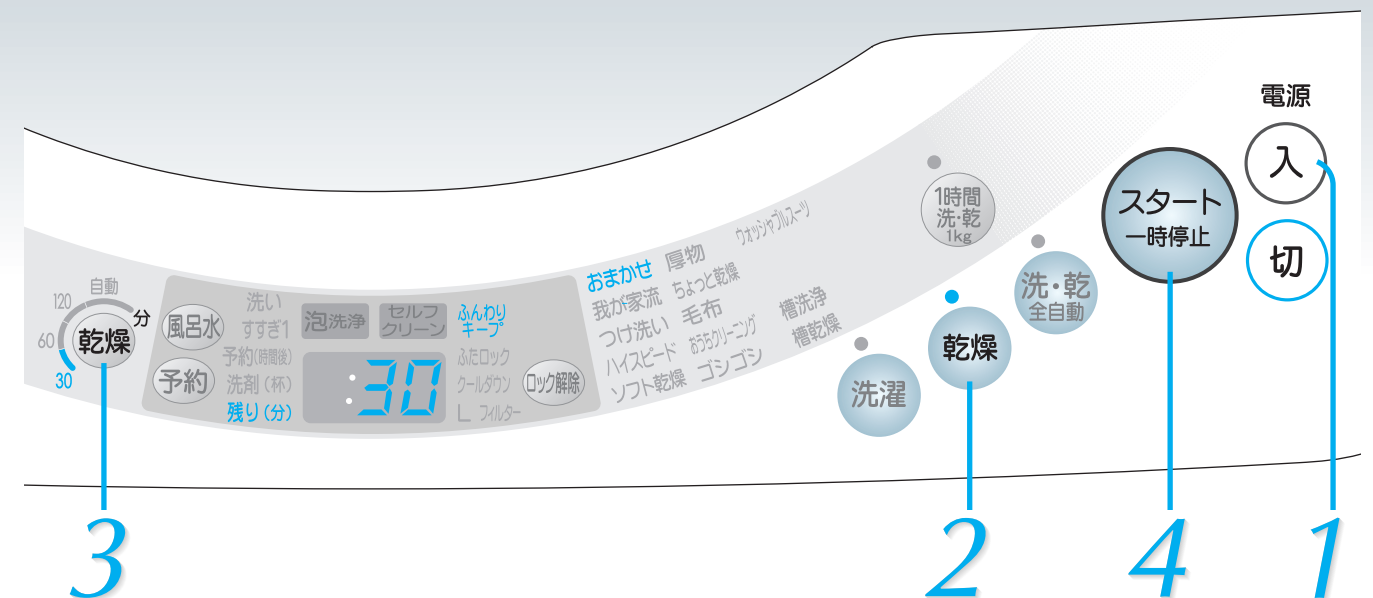 電源
入
切
スタート
一時停止
1時間
洗・乾
1kg
洗・乾
全自動
乾燥
洗濯
おまかせ 厚物 ウォッシャブルスーツ
我が家流 ちょっと乾燥
つけ洗い 毛布 槽洗浄
ハイスピード おうちクリーニング 槽乾燥
ソフト乾燥 ゴシゴシ
自動
120
分
60
30
乾燥
風呂水
予約
洗い
すすぎ1
予約(時間後)
洗剤(杯)
残り(分)
泡洗浄
セルフ
クリーン
:30
ふんわり
キープ
ふたロック
クールダウン
L フィルター
ロック解除
3
2
4
1